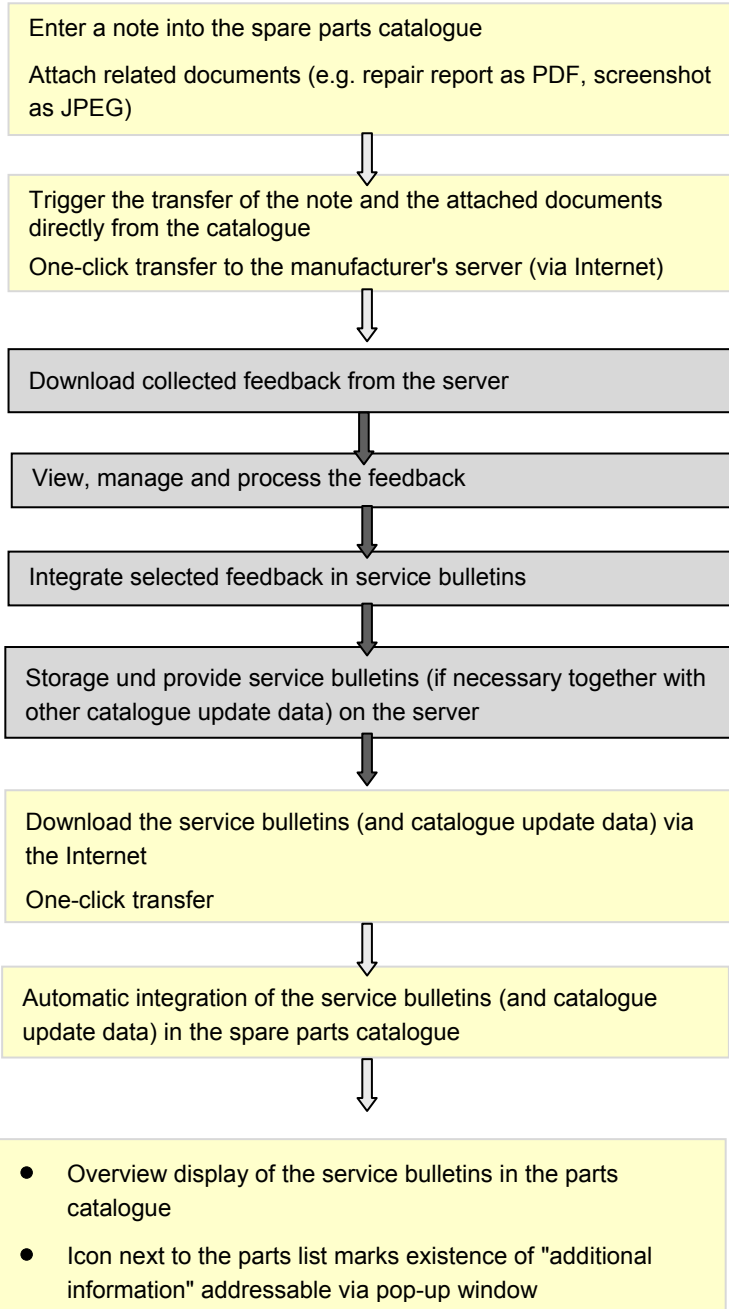 Enter a note into the spare parts catalogue
Attach related documents (e.g. repair report as PDF, screenshot
as JPEG)
Trigger the transfer of the note and the attached documents
directly from the catalogue
One-click transfer to the manufacturer's server (via Internet)
Download collected feedback from the server
View, manage and process the feedback
Integrate selected feedback in service bulletins
Storage und provide service bulletins (if necessary together with
other catalogue update data) on the server
Download the service bulletins (and catalogue update data) via
the Internet
One-click transfer
Automatic integration of the service bulletins (and catalogue
update data) in the spare parts catalogue
● Overview display of the service bulletins in the parts
catalogue
● Icon next to the parts list marks existence of "additional
information" addressable via pop-up window